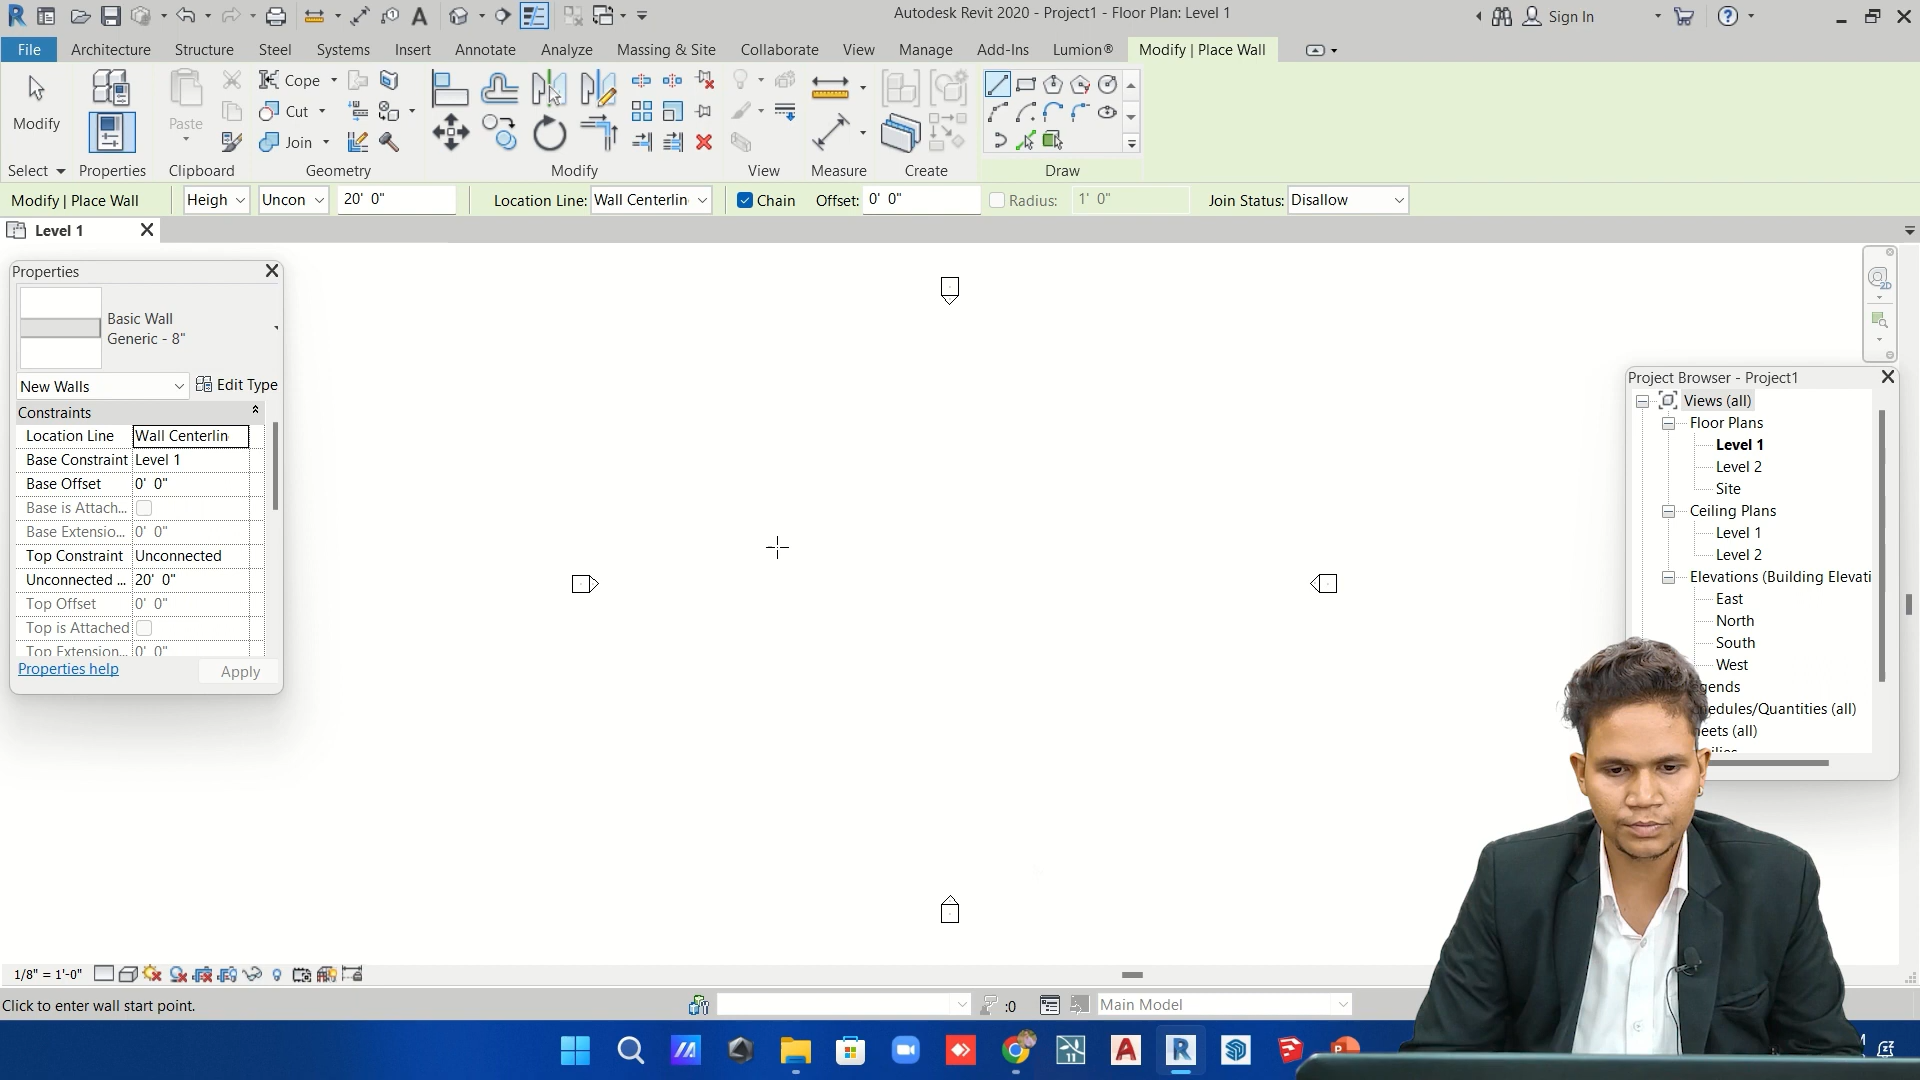 Autodesk Revit 2020 - Project1 - Floor Plan: Level 1
Sign In
File
Architecture
Structure
Steel
Systems
Insert
Annotate
Analyze
Massing & Site
Collaborate
View
Manage
Add-Ins
Lumion®
Modify | Place Wall
Modify
Paste
Cope
Cut
Join
Select
Properties
Clipboard
Geometry
Modify
View
Measure
Create
Draw
Modify | Place Wall
Heigh
Uncon
20' 0"
Location Line:
Wall Centerlin
Chain
Offset:
0' 0"
Radius:
1' 0"
Join Status:
Disallow
Level 1
Properties
Basic Wall
Generic - 8"
New Walls
Edit Type
Constraints
Location Line
Wall Centerlin
Base Constraint
Level 1
Base Offset
0' 0"
Base is Attach...
Base Extensio...
0' 0"
Top Constraint
Unconnected
Unconnected ...
20' 0"
Top Offset
0' 0"
Top is Attached
Top Extension...
0' 0"
Properties help
Apply
2D
Project Browser - Project1
Views (all)
Floor Plans
Level 1
Level 2
Site
Ceiling Plans
Level 1
Level 2
Elevations (Building Elevati
East
North
South
West
gends
hedules/Quantities (all)
eets (all)
1/8" = 1'-0"
Click to enter wall start point.
:0
Main Model
11